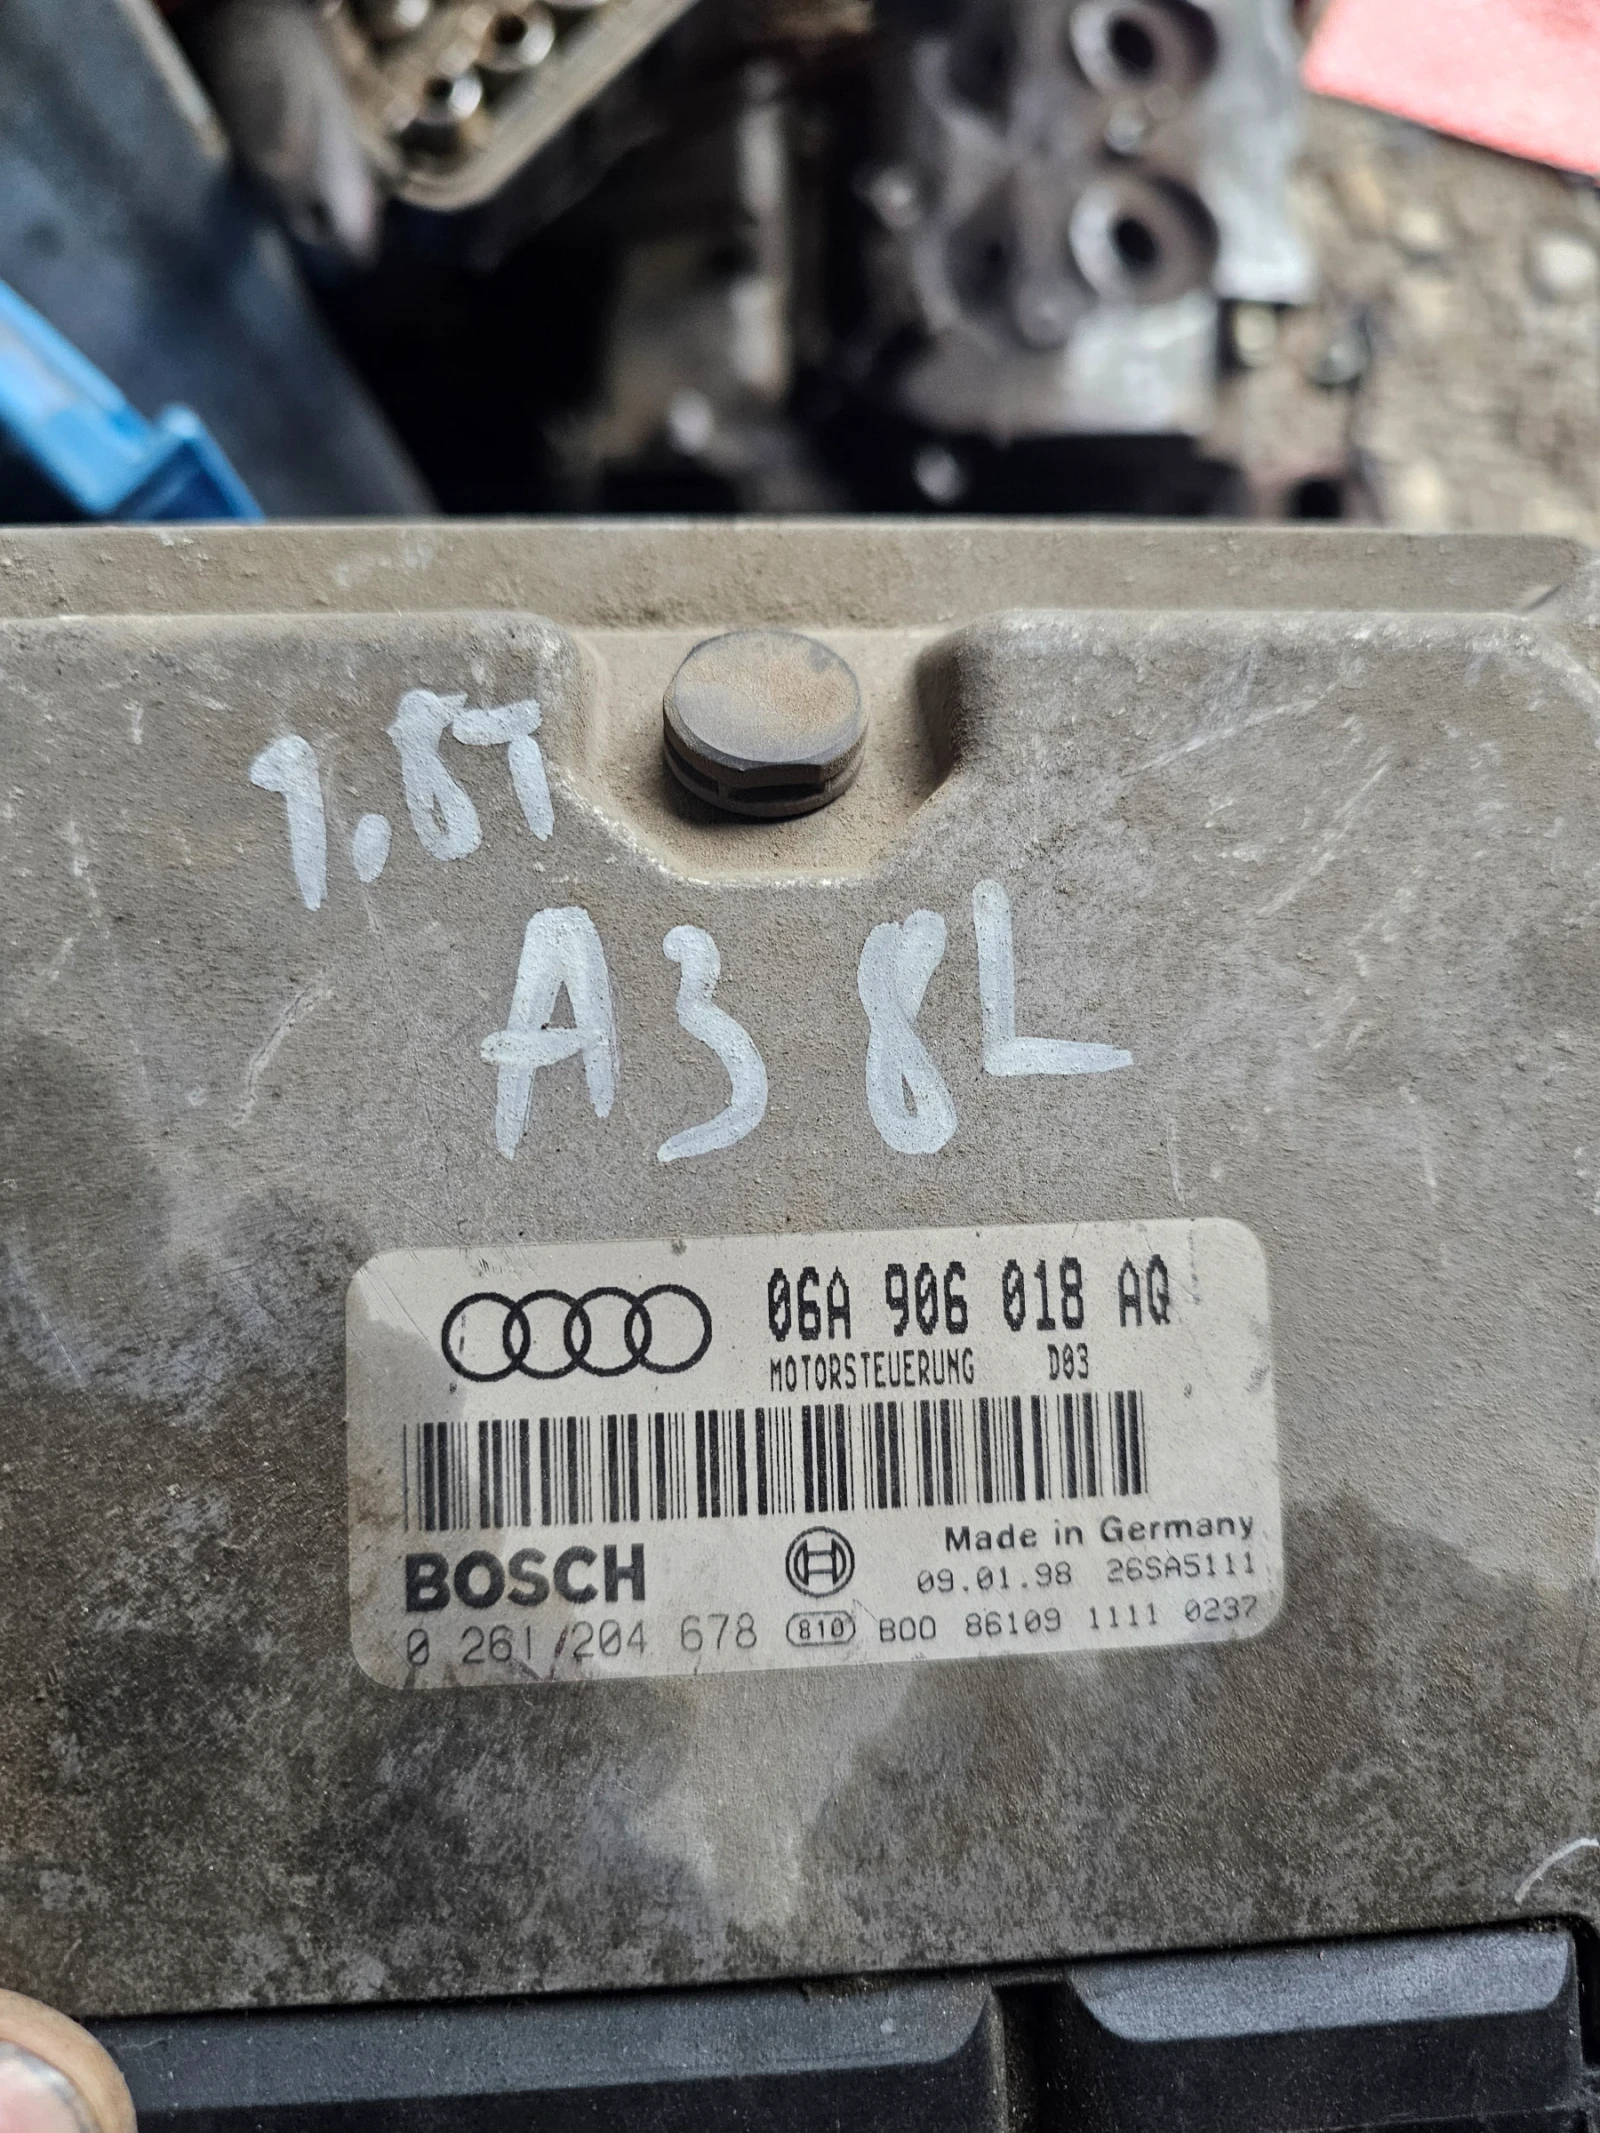 1.8T
A3 8L
06A 906 018 AQ
MOTORSTEUERUNG D03
BOSCH
Made in Germany
09.01.98 26SA5111
0 261 204 678 810 B00 86109 1111 0237